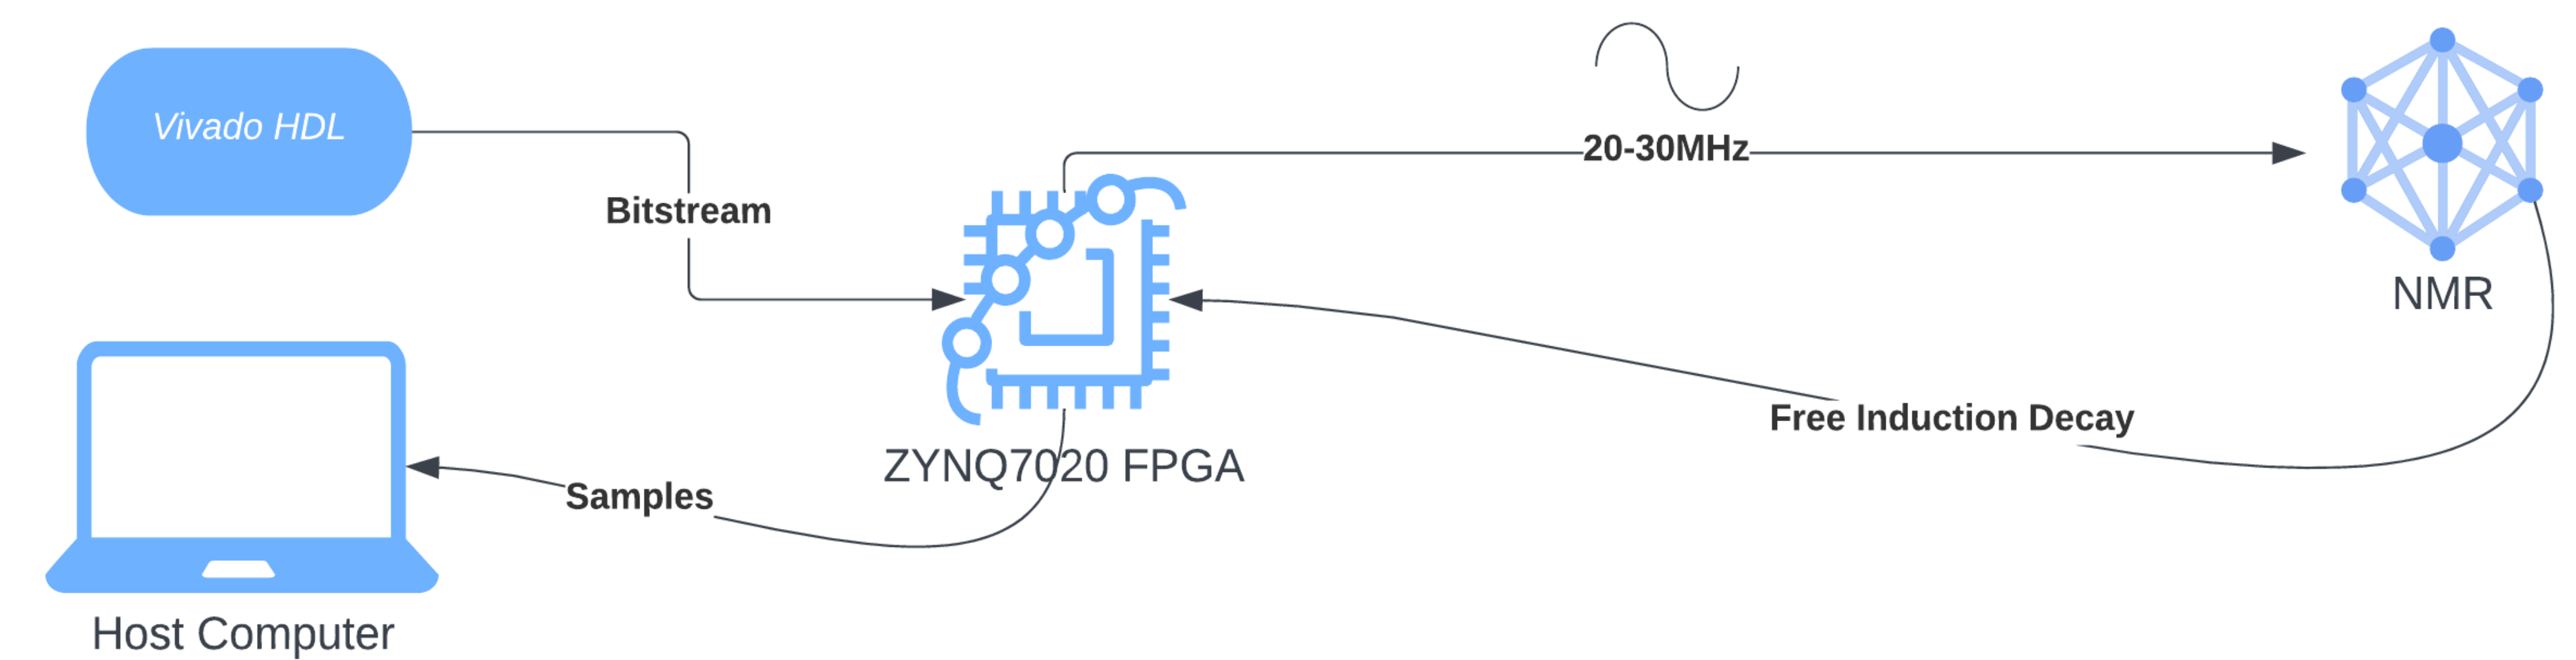 Vivado HDL
20-30MHz
Bitstream
NMR
Free Induction Decay
ZYNQ7020 FPGA
Samples
Host Computer